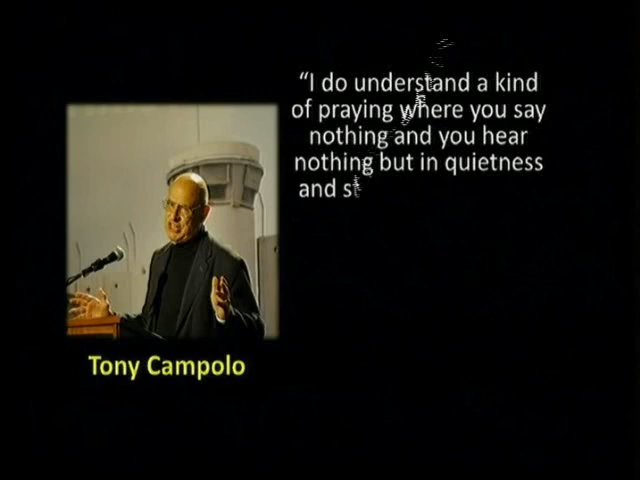 “I do understand a kind
of praying where you say
nothing and you hear
nothing but in quietness
and
Tony Campolo